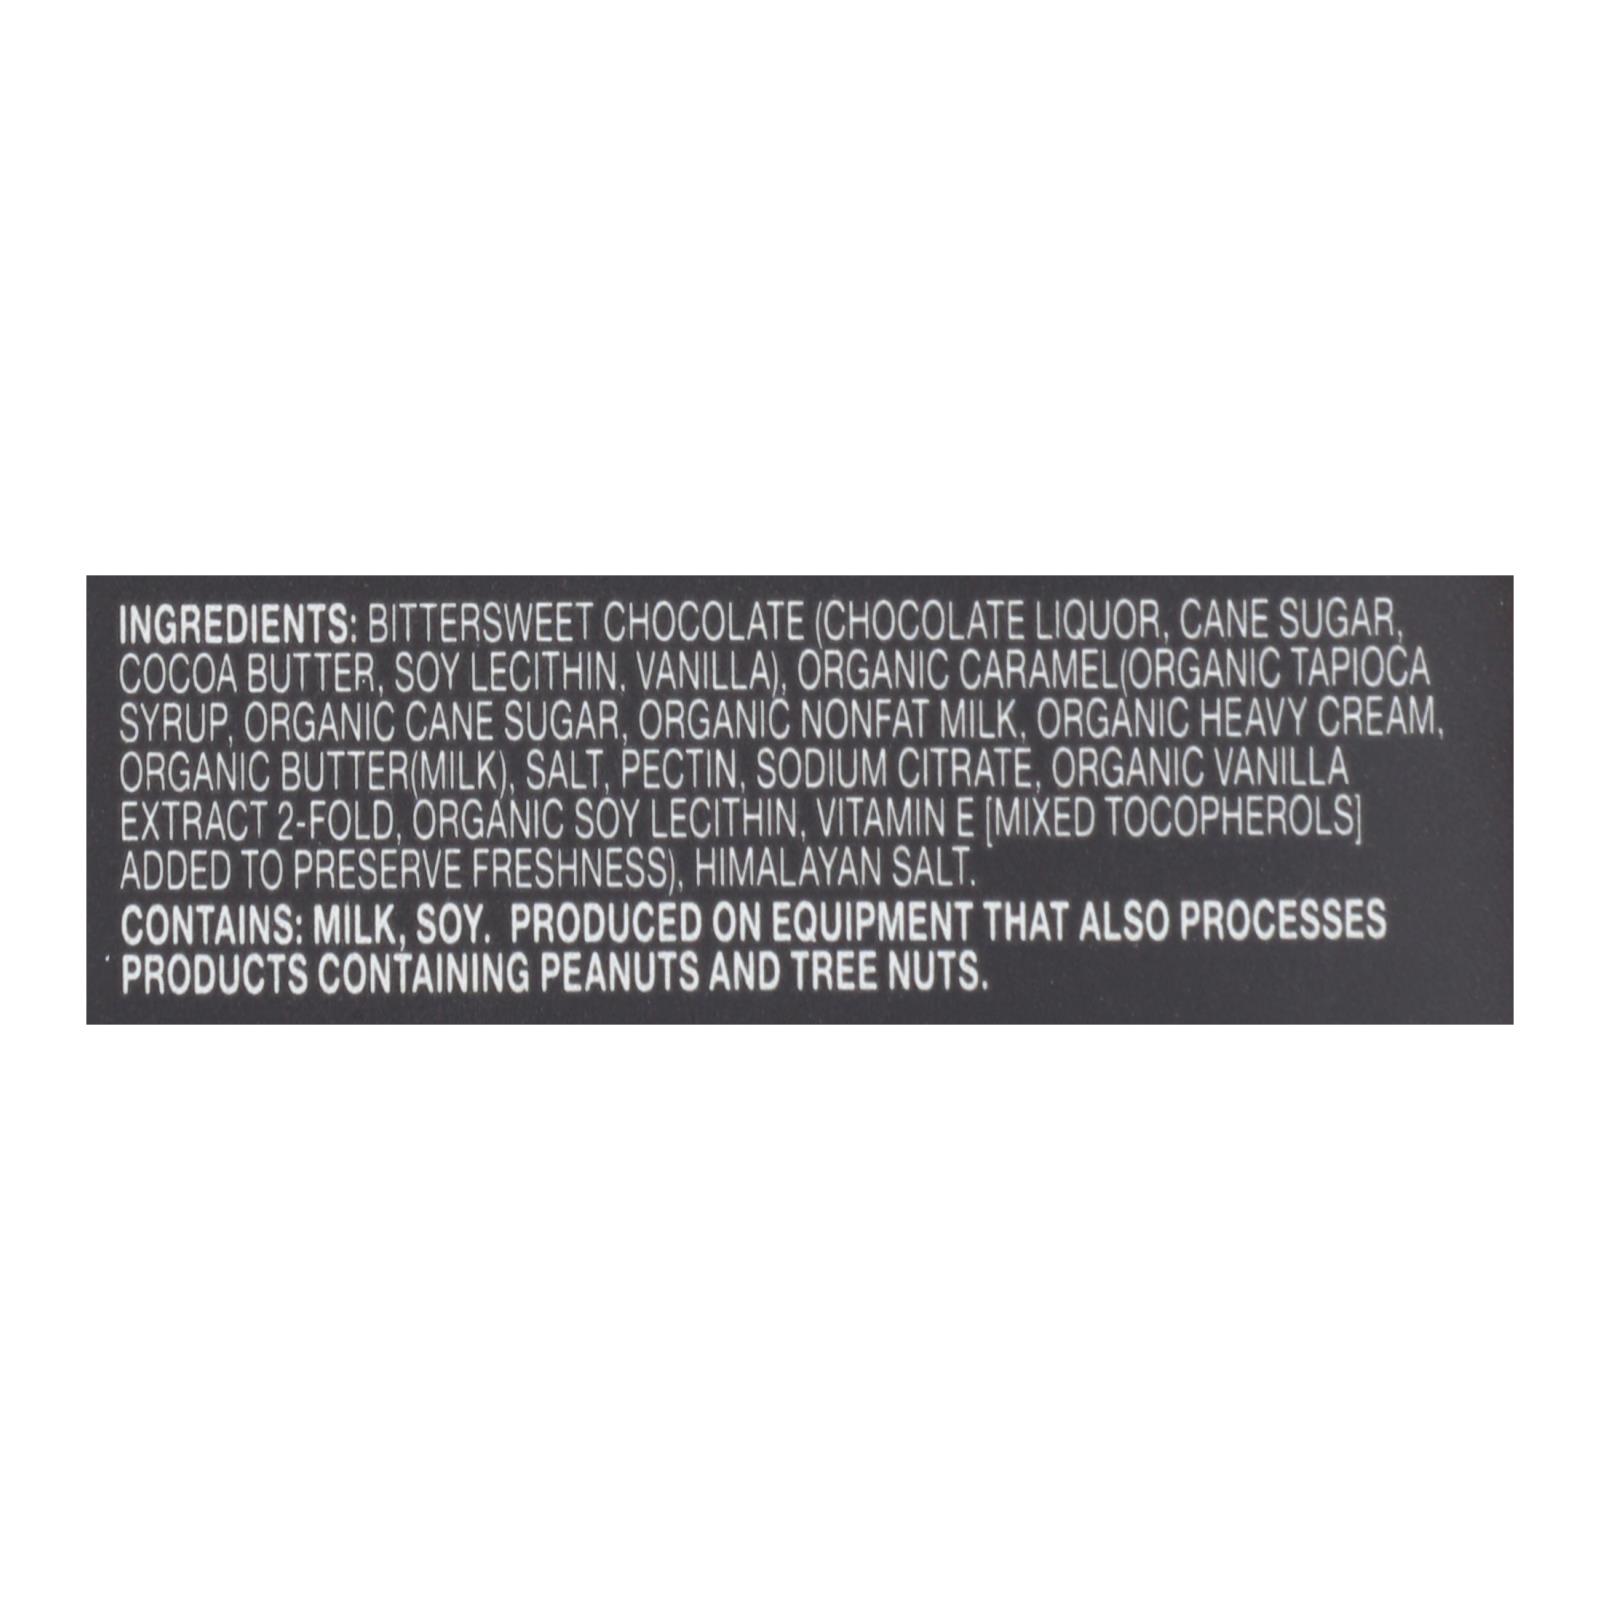 INGREDIENTS: BITTERSWEET CHOCOLATE (CHOCOLATE LIQUOR, CANE SUGAR,
COCOA BUTTER, SOY LECITHIN, VANILLA), ORGANIC CARAMEL(ORGANIC TAPIOCA
SYRUP, ORGANIC CANE SUGAR, ORGANIC NONFAT MILK, ORGANIC HEAVY CREAM,
ORGANIC BUTTER(MILK), SALT, PECTIN, SODIUM CITRATE, ORGANIC VANILLA
EXTRACT 2-FOLD, ORGANIC SOY LECITHIN, VITAMIN E [MIXED TOCOPHEROLS]
ADDED TO PRESERVE FRESHNESS), HIMALAYAN SALT.
CONTAINS: MILK, SOY. PRODUCED ON EQUIPMENT THAT ALSO PROCESSES
PRODUCTS CONTAINING PEANUTS AND TREE NUTS.